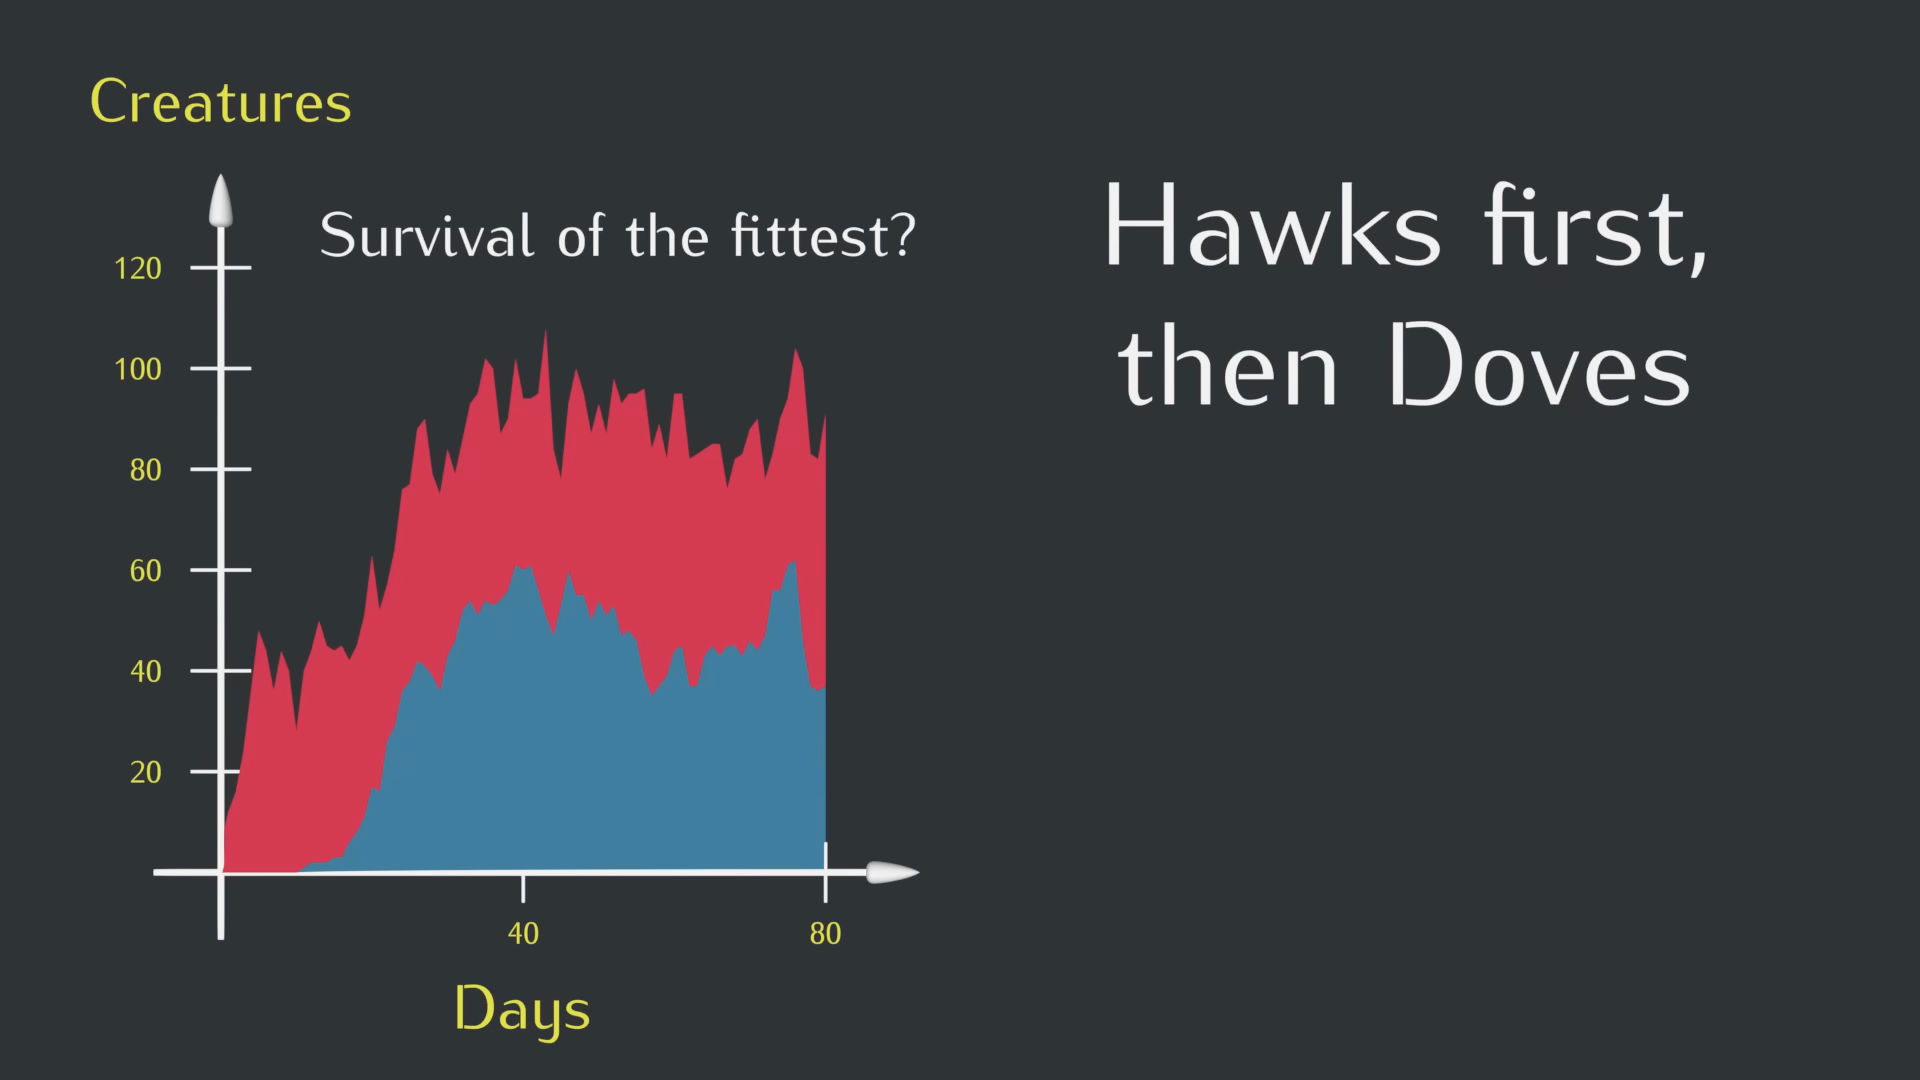 Creatures
Survival of the fittest?
Hawks first,
then Doves
120
100
80
60
40
20
40
80
Days